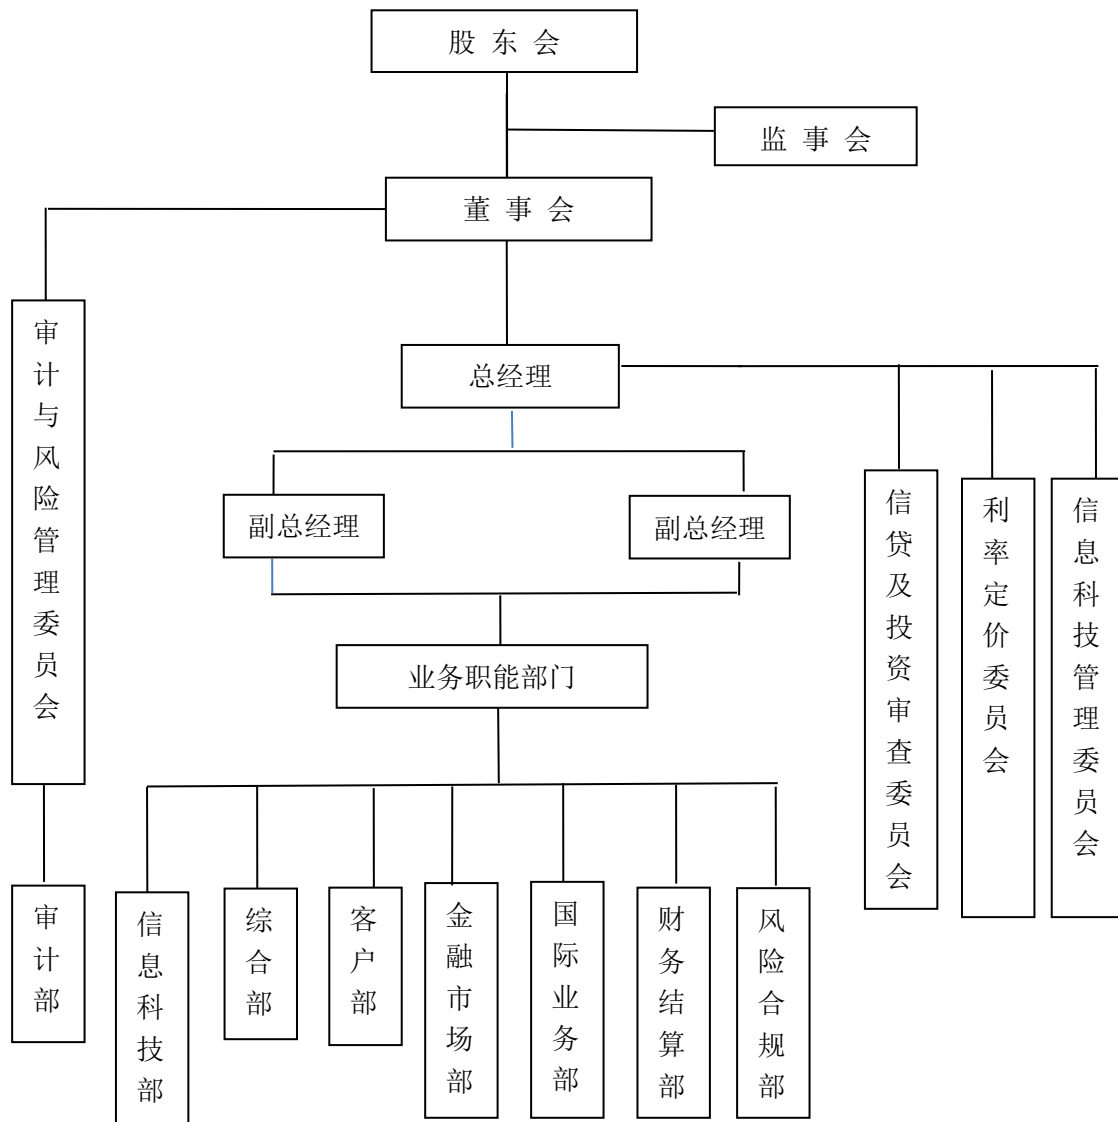 股 东 会
监 事 会
董 事 会
审计与风险管理委员会
总经理
副总经理
副总经理
信贷及投资审查委员会
利率定价委员会
信息科技管理委员会
业务职能部门
审计部
信息科技部
综合部
客户部
金融市场部
国际业务部
财务结算部
风险合规部